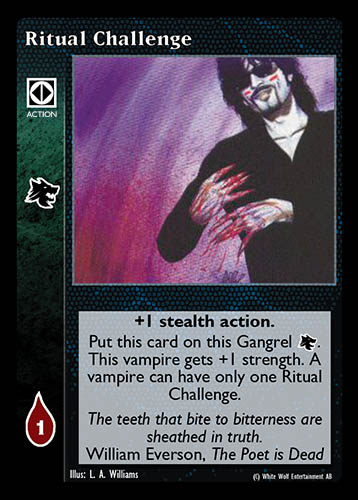 Ritual Challenge
ACTION
+1 stealth action.
Put this card on this Gangrel .
This vampire gets +1 strength. A
vampire can have only one Ritual
Challenge.
The teeth that bite to bitterness are
sheathed in truth.
William Everson, The Poet is Dead
1
Illus: L. A. Williams
(C) White Wolf Entertainment AB